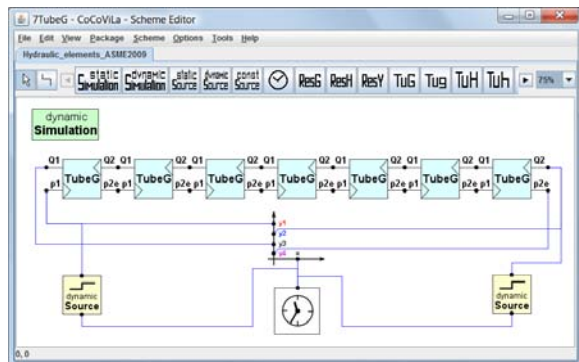 7TubeG - CoCoViLa - Scheme Editor
File Edit View Package Scheme Options Tools Help
Hydraulic_elements_ASME2009
static Simulation dynamic Simulation static Source dynamic Source const Source ResG ResH ResY TuG Tug TuH Tuh 75%
dynamic
Simulation
Q1 Q2 Q1 Q2 Q1 Q2 Q1 Q2 Q1 Q2 Q1 Q2 Q1 Q2
TubeG TubeG TubeG TubeG TubeG TubeG TubeG
p1 p2e p1 p2e p1 p2e p1 p2e p1 p2e p1 p2e p1 p2e
y1
y2
y3
y4
x
dynamic
Source
dynamic
Source
0, 0